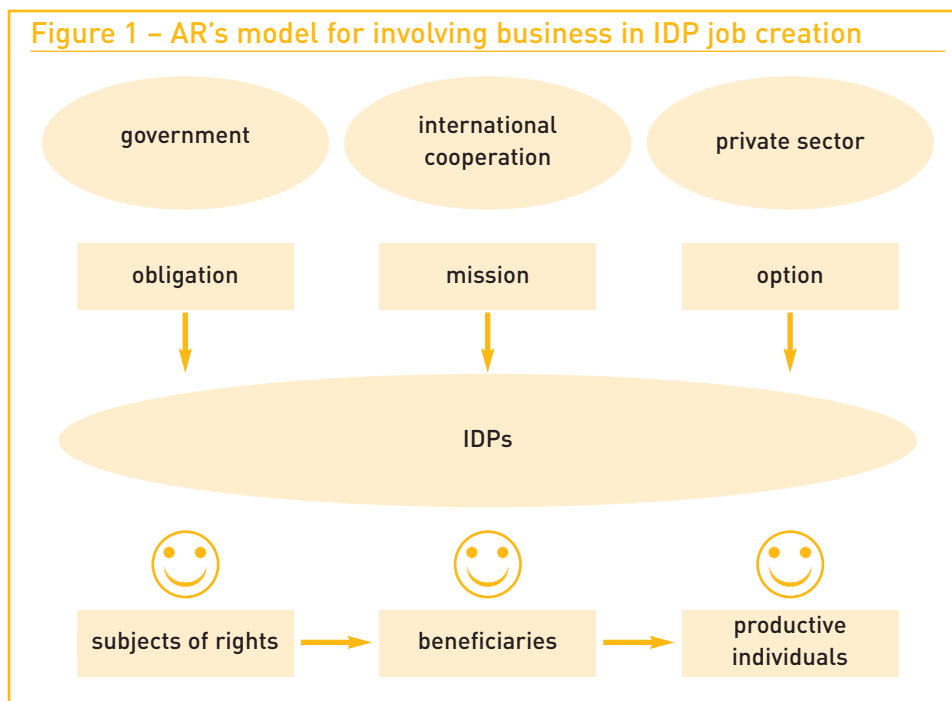 Figure 1 – AR's model for involving business in IDP job creation
government
international
cooperation
private sector
obligation
mission
option
IDPs
subjects of rights
beneficiaries
productive
individuals